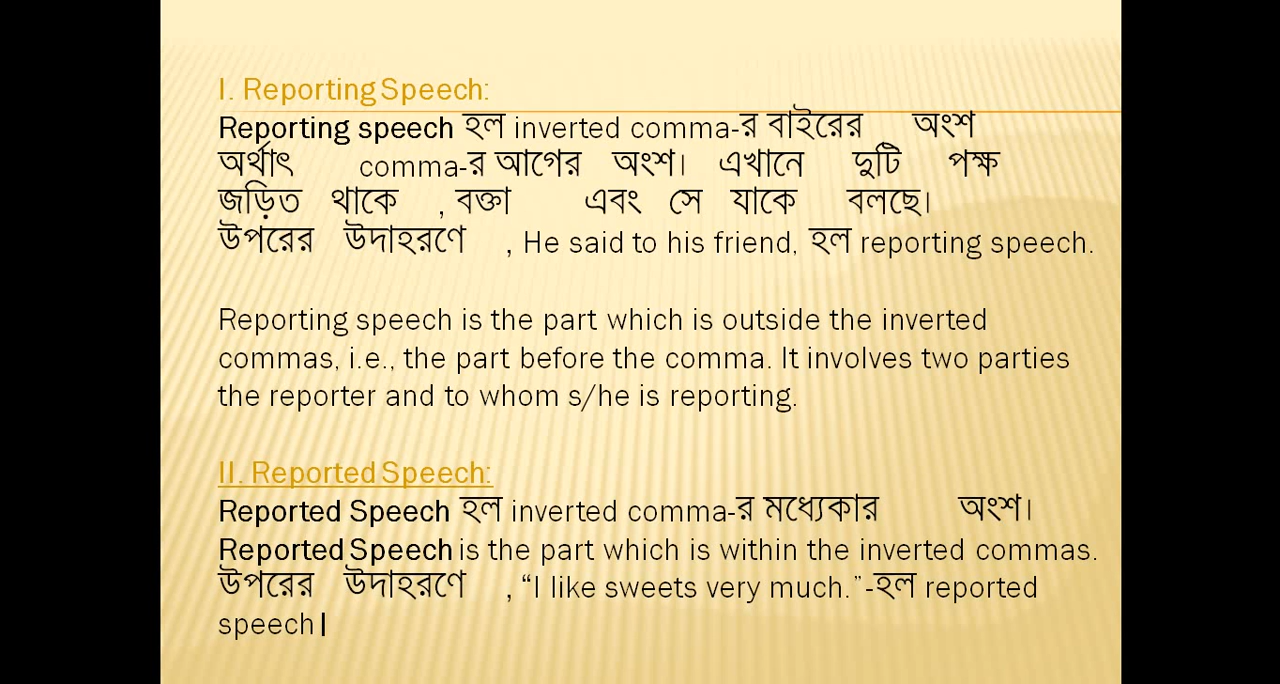 I. Reporting Speech:
Reporting speech হল inverted comma-র বাইরের অংশ
অর্থাৎ comma-র আগের অংশ। এখানে দুটি পক্ষ
জড়িত থাকে , বক্তা এবং সে যাকে বলছে।
উপরের উদাহরণে , He said to his friend, হল reporting speech.
Reporting speech is the part which is outside the inverted
commas, i.e., the part before the comma. It involves two parties
the reporter and to whom s/he is reporting.
II. Reported Speech:
Reported Speech হল inverted comma-র মধ্যেকার অংশ।
Reported Speech is the part which is within the inverted commas.
উপরের উদাহরণে , “I like sweets very much.”-হল reported
speech।